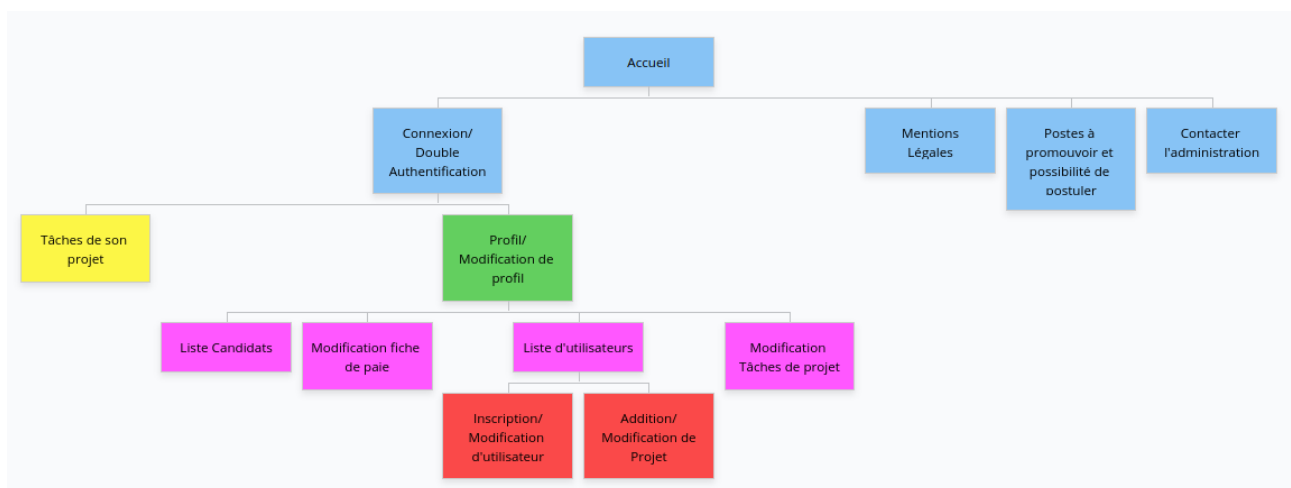 Accueil
Connexion/
Double
Authentification
Mentions
Légales
Postes à
promouvoir et
possibilité de
postuler
Contacter
l'administration
Tâches de son
projet
Profil/
Modification de
profil
Liste Candidats
Modification fiche
de paie
Liste d'utilisateurs
Modification
Tâches de projet
Inscription/
Modification
d'utilisateur
Addition/
Modification de
Projet